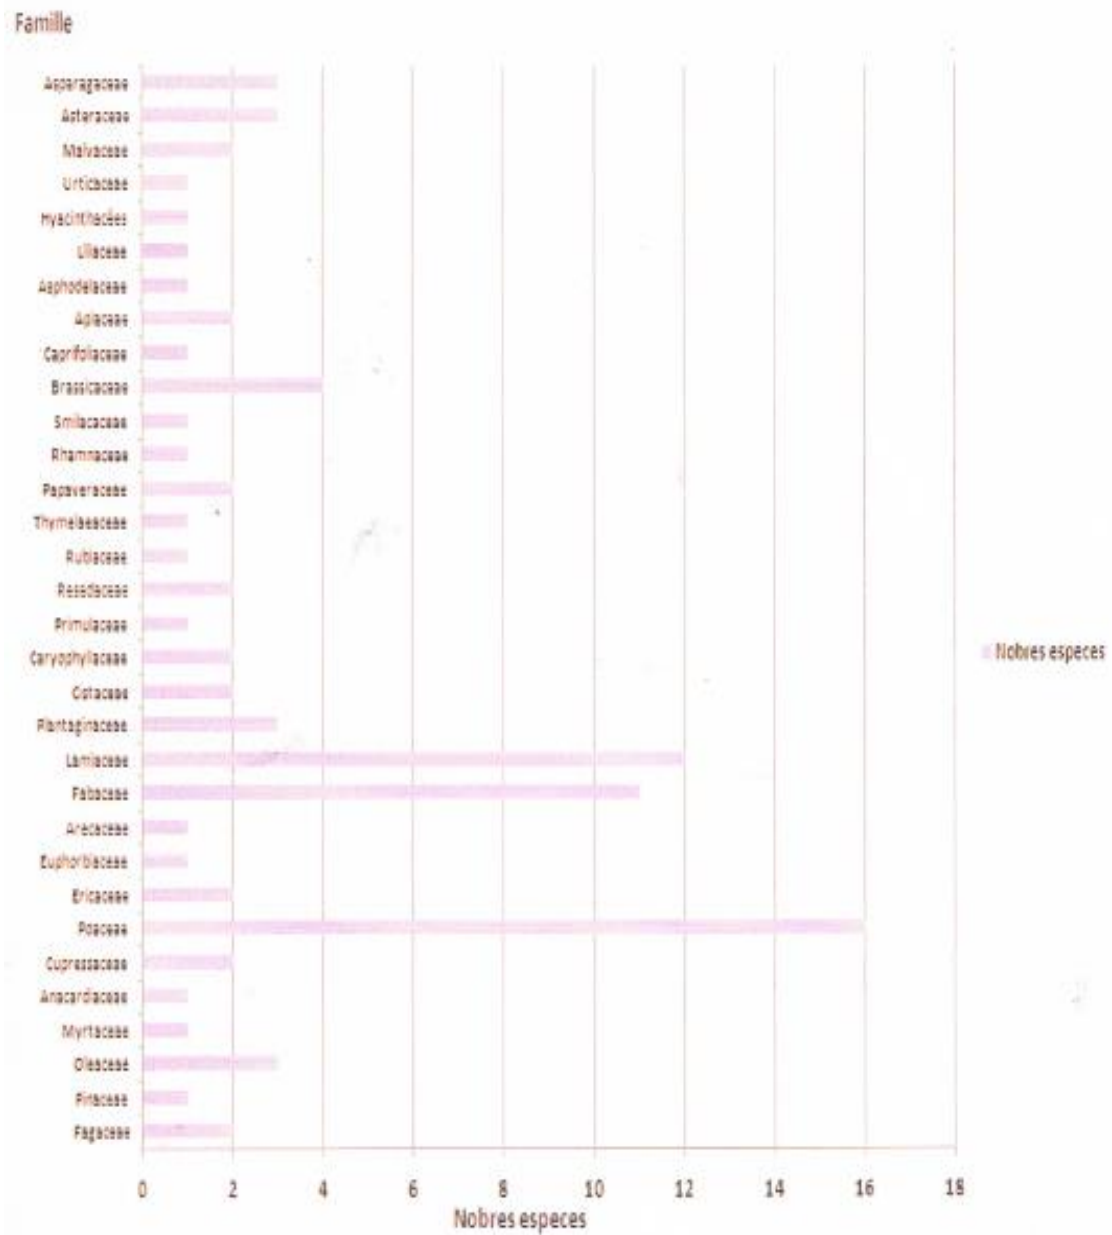 Famille
Asparagaceae
Asteraceae
Malvaceae
Urticaceae
Hyacinthacées
Liliaceae
Asphodelaceae
Apiaceae
Caprifoliaceae
Brassicaceae
Smilacaceae
Rhamnaceae
Papaveraceae
Thymelaeaceae
Rubiaceae
Resedaceae
Primulaceae
Caryophyllaceae
Cistaceae
Plantaginaceae
Lamiaceae
Fabaceae
Arecaceae
Euphorbiaceae
Ericaceae
Poaceae
Cupressaceae
Anacardiaceae
Myrtaceae
Oleaceae
Pinaceae
Fagaceae
0 2 4 6 8 10 12 14 16 18
Nobres especes
Nobres especes